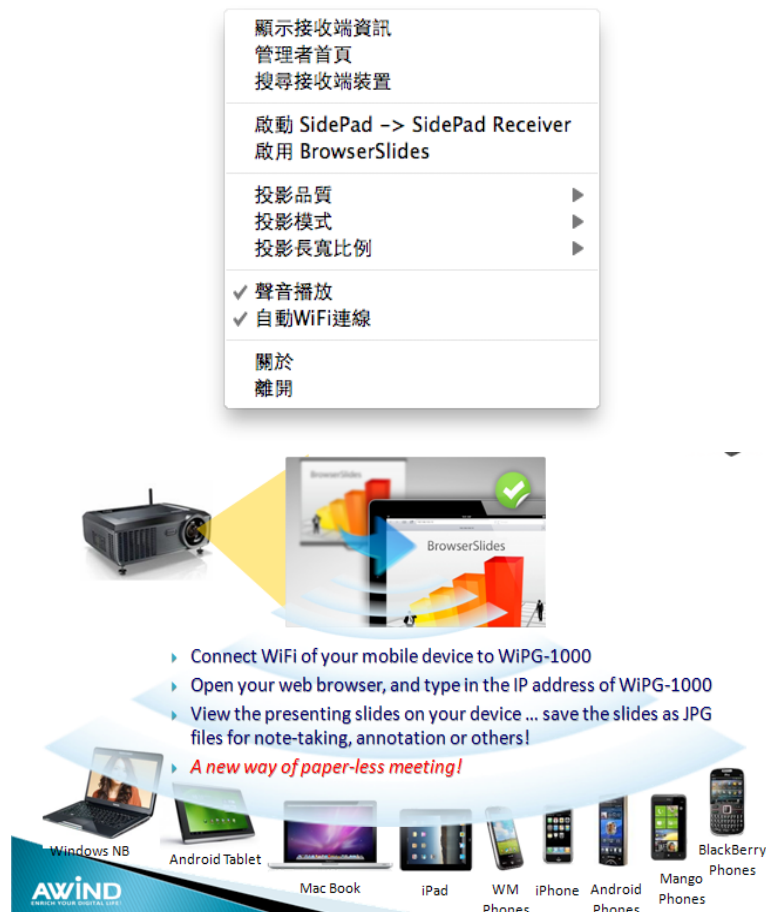 顯示接收端資訊
管理者首頁
搜尋接收端裝置
啟動 SidePad -> SidePad Receiver
啟用 BrowserSlides
投影品質
投影模式
投影長寬比例
聲音播放
自動WiFi連線
關於
離開
BrowserSlides
BrowserSlides
Connect WiFi of your mobile device to WiPG-1000
Open your web browser, and type in the IP address of WiPG-1000
View the presenting slides on your device ... save the slides as JPG
files for note-taking, annotation or others!
A new way of paper-less meeting!
Windows NB
Android Tablet
Mac Book
iPad
WM
Phones
iPhone
Android
Phones
Mango
Phones
BlackBerry
Phones
AWIND
ENRICH YOUR DIGITAL LIFE!